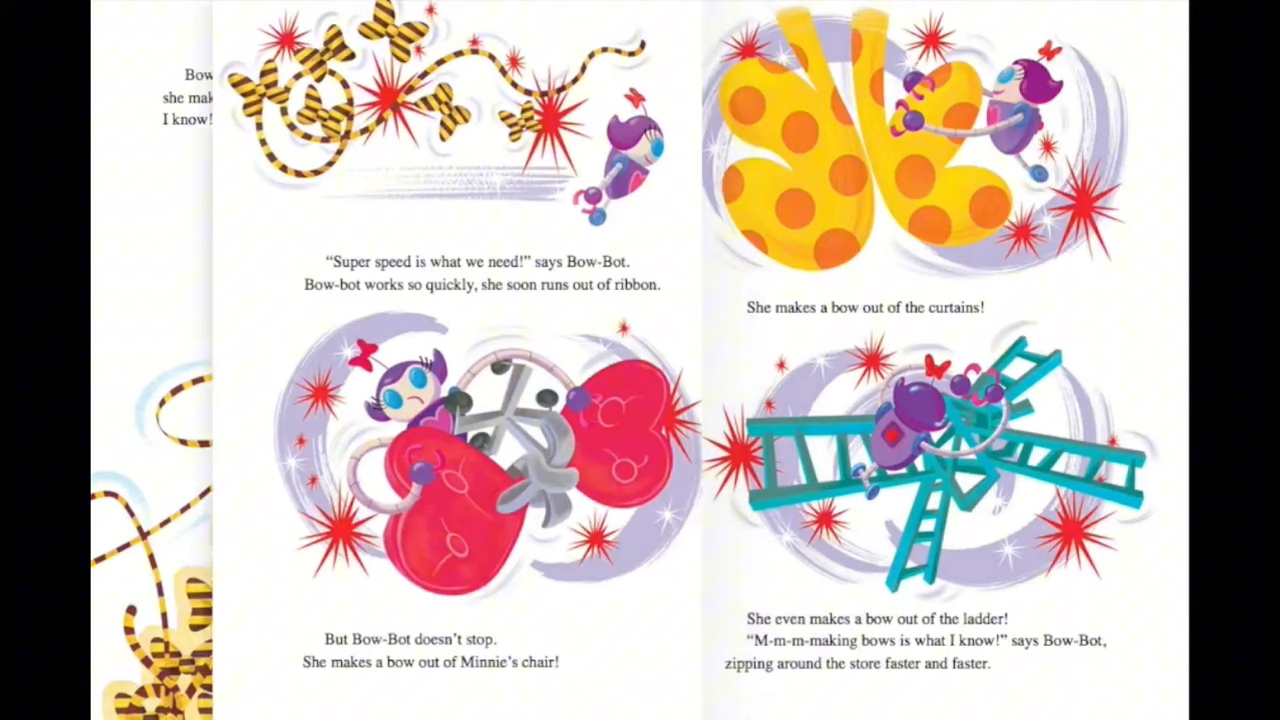 Bow
she mak
I know!
“Super speed is what we need!” says Bow-Bot.
Bow-bot works so quickly, she soon runs out of ribbon.
But Bow-Bot doesn’t stop.
She makes a bow out of Minnie’s chair!
She makes a bow out of the curtains!
She even makes a bow out of the ladder!
“M-m-m-making bows is what I know!” says Bow-Bot,
zipping around the store faster and faster.